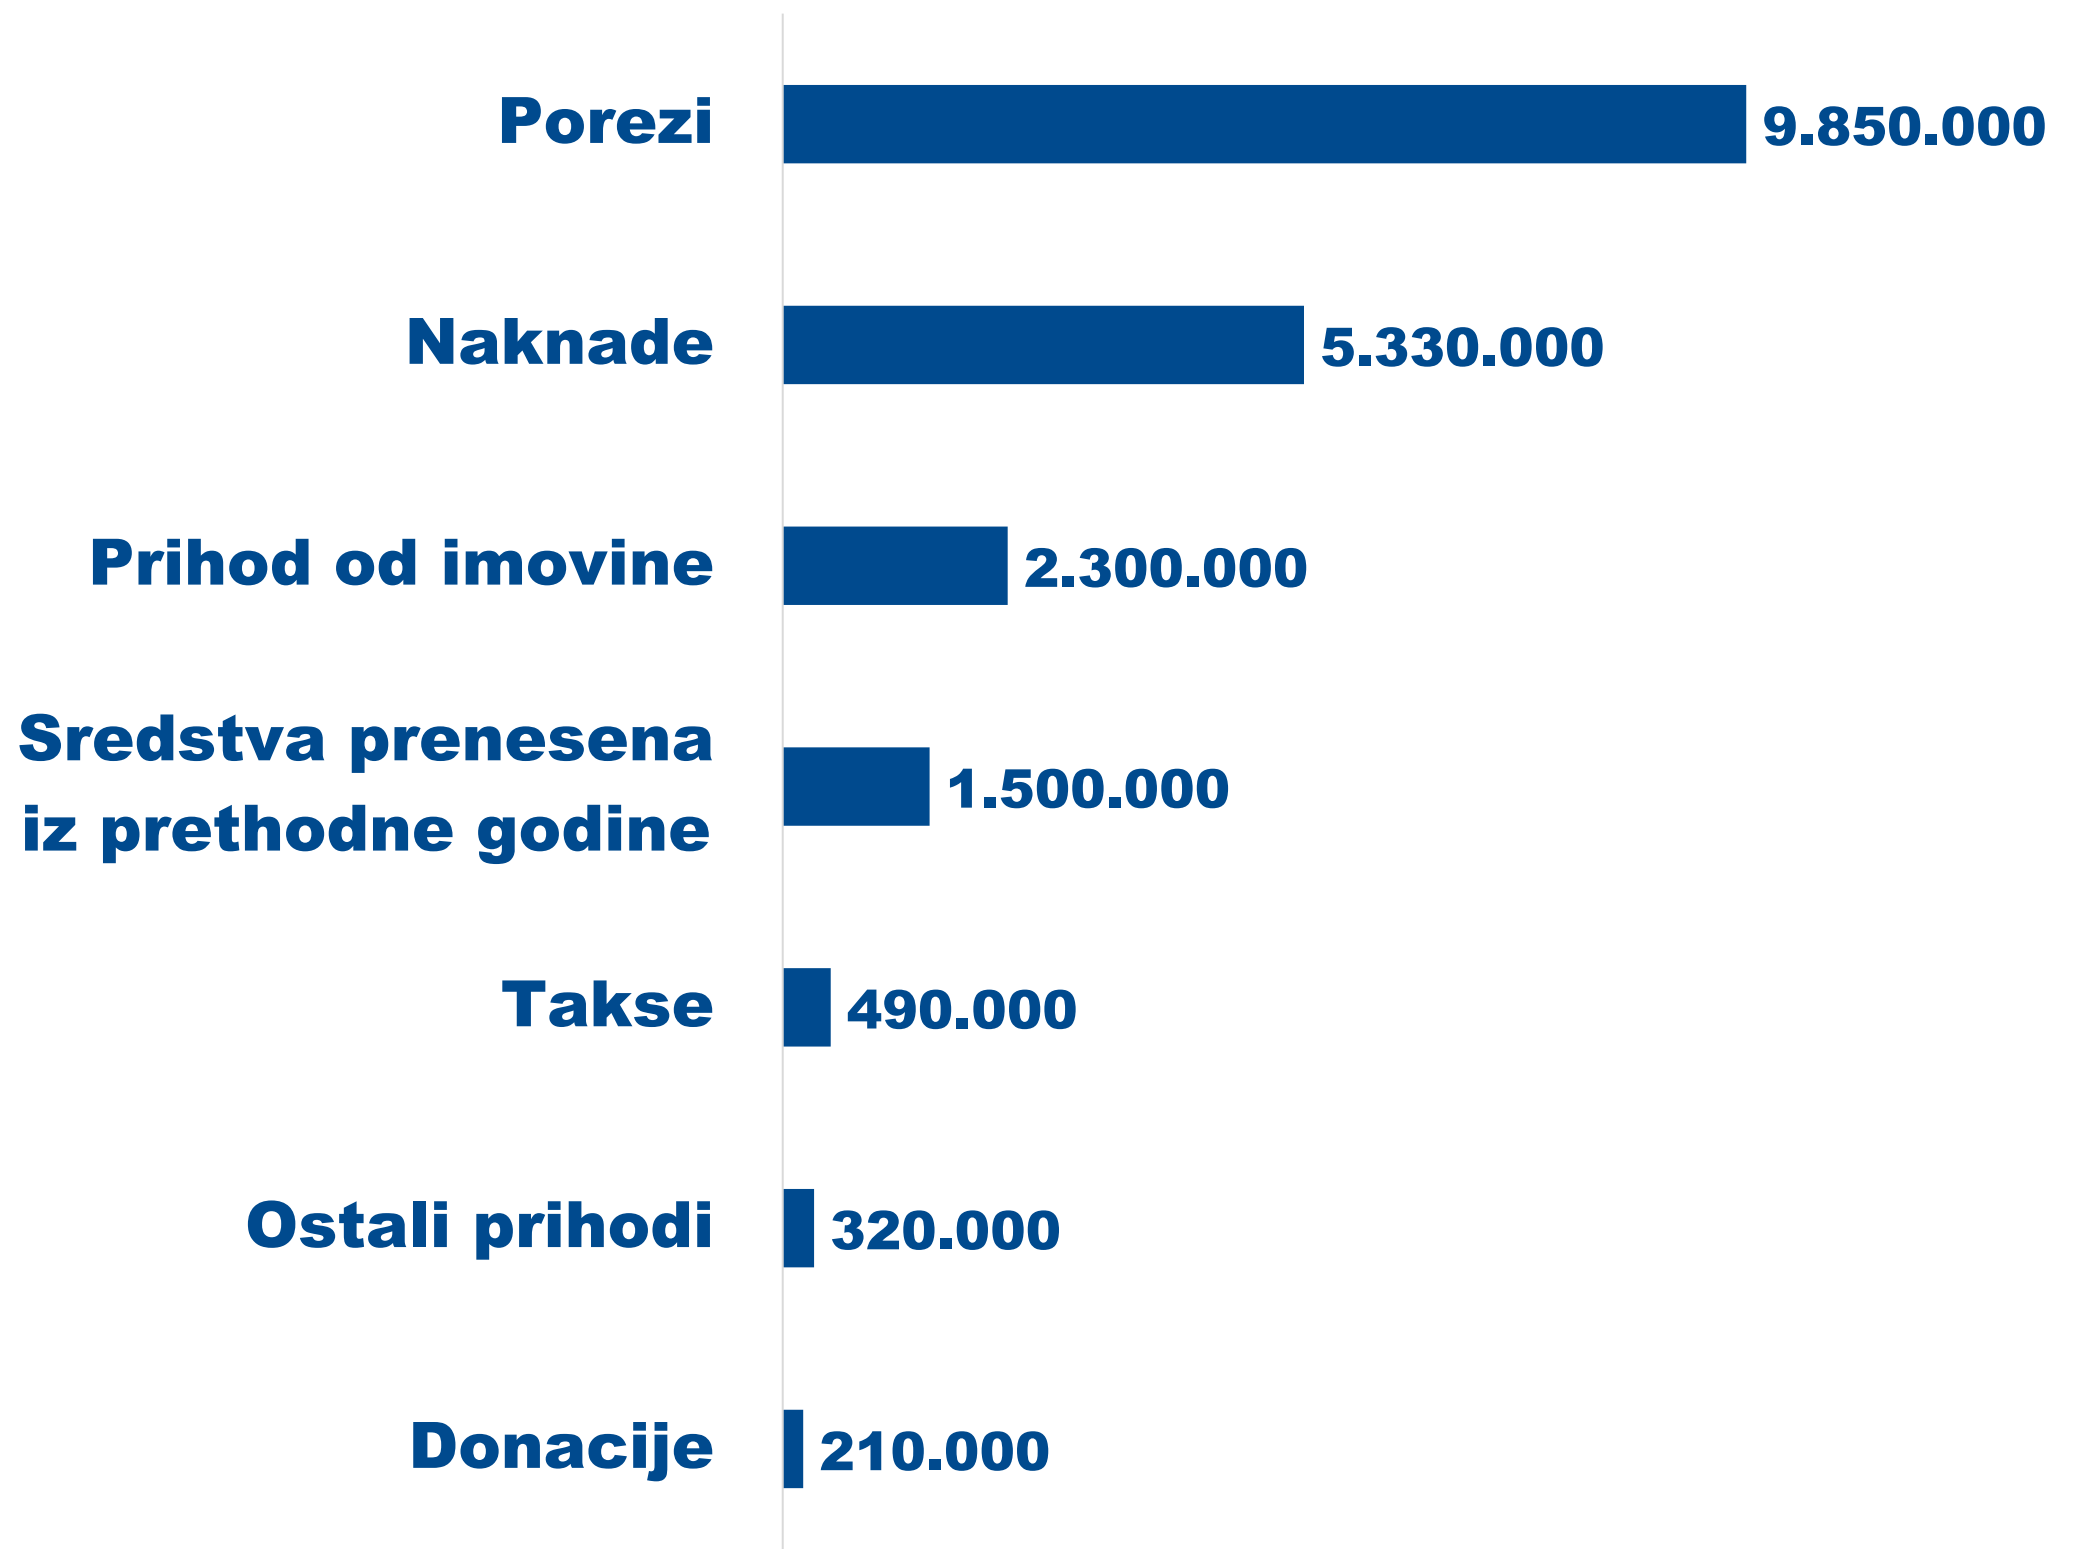 Porezi 9.850.000
Naknade 5.330.000
Prihod od imovine 2.300.000
Sredstva prenesena
iz prethodne godine 1.500.000
Takse 490.000
Ostali prihodi 320.000
Donacije 210.000